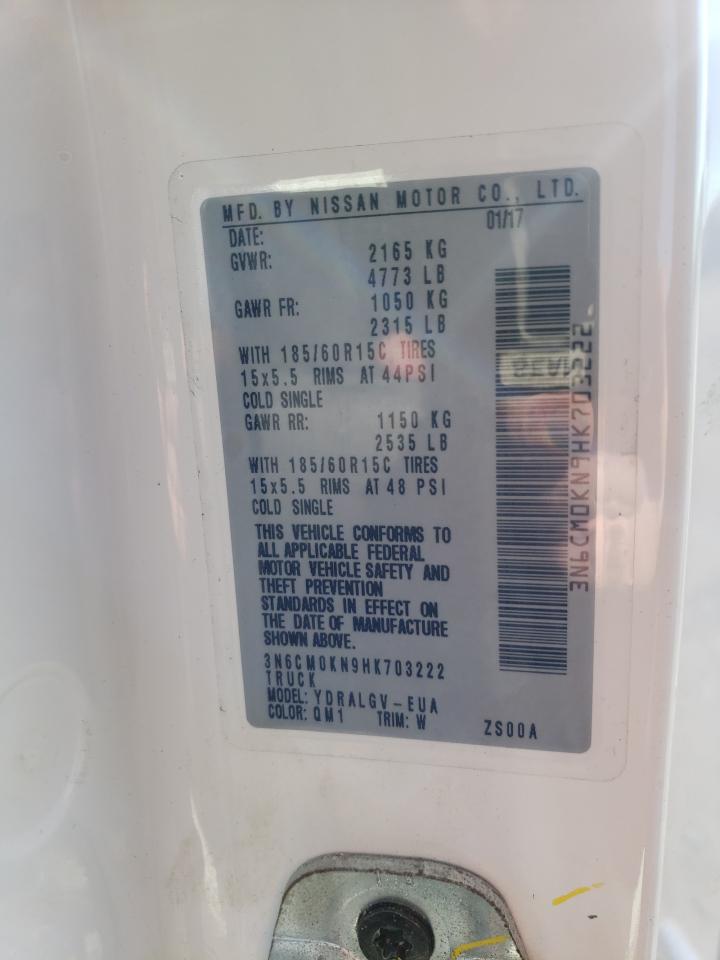 MFD. BY NISSAN MOTOR CO., LTD.
DATE: 01/17
GVWR: 2165 KG
4773 LB
GAWR FR: 1050 KG
2315 LB
WITH 185/60R15C TIRES
15x5.5 RIMS AT 44PSI
COLD SINGLE
GAWR RR: 1150 KG
2535 LB
WITH 185/60R15C TIRES
15x5.5 RIMS AT 48 PSI
COLD SINGLE
THIS VEHICLE CONFORMS TO
ALL APPLICABLE FEDERAL
MOTOR VEHICLE SAFETY AND
THEFT PREVENTION
STANDARDS IN EFFECT ON
THE DATE OF MANUFACTURE
SHOWN ABOVE.
3N6CM0KN9HK703222
TRUCK
MODEL: YDRALGV-EUA
COLOR: QM1 TRIM: W ZS00A
3N6CM0KN9HK703222